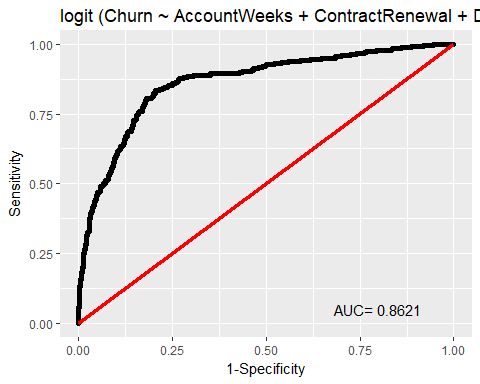 logit (Churn ~ AccountWeeks + ContractRenewal + D
1.00
0.75
0.50
0.25
0.00
Sensitivity
AUC= 0.8621
0.00 0.25 0.50 0.75 1.00
1-Specificity